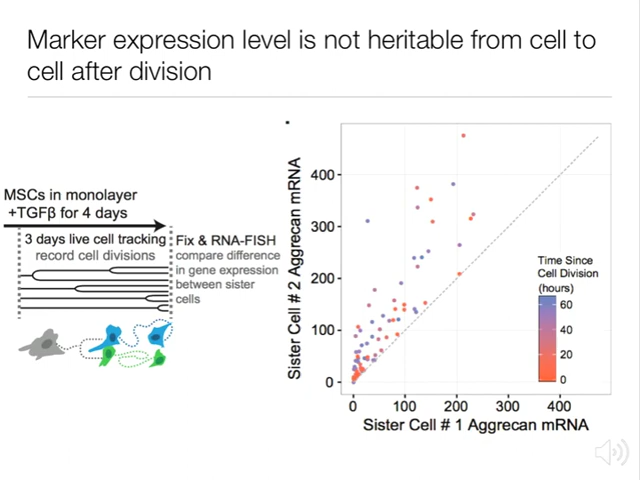 Marker expression level is not heritable from cell to
cell after division
MSCs in monolayer
+TGFβ for 4 days
3 days live cell tracking
record cell divisions
Fix & RNA-FISH
compare difference
in gene expression
between sister
cells
Sister Cell # 2 Aggrecan mRNA
400
300
200
100
0
0 100 200 300 400
Sister Cell # 1 Aggrecan mRNA
Time Since
Cell Division
(hours)
60
40
20
0